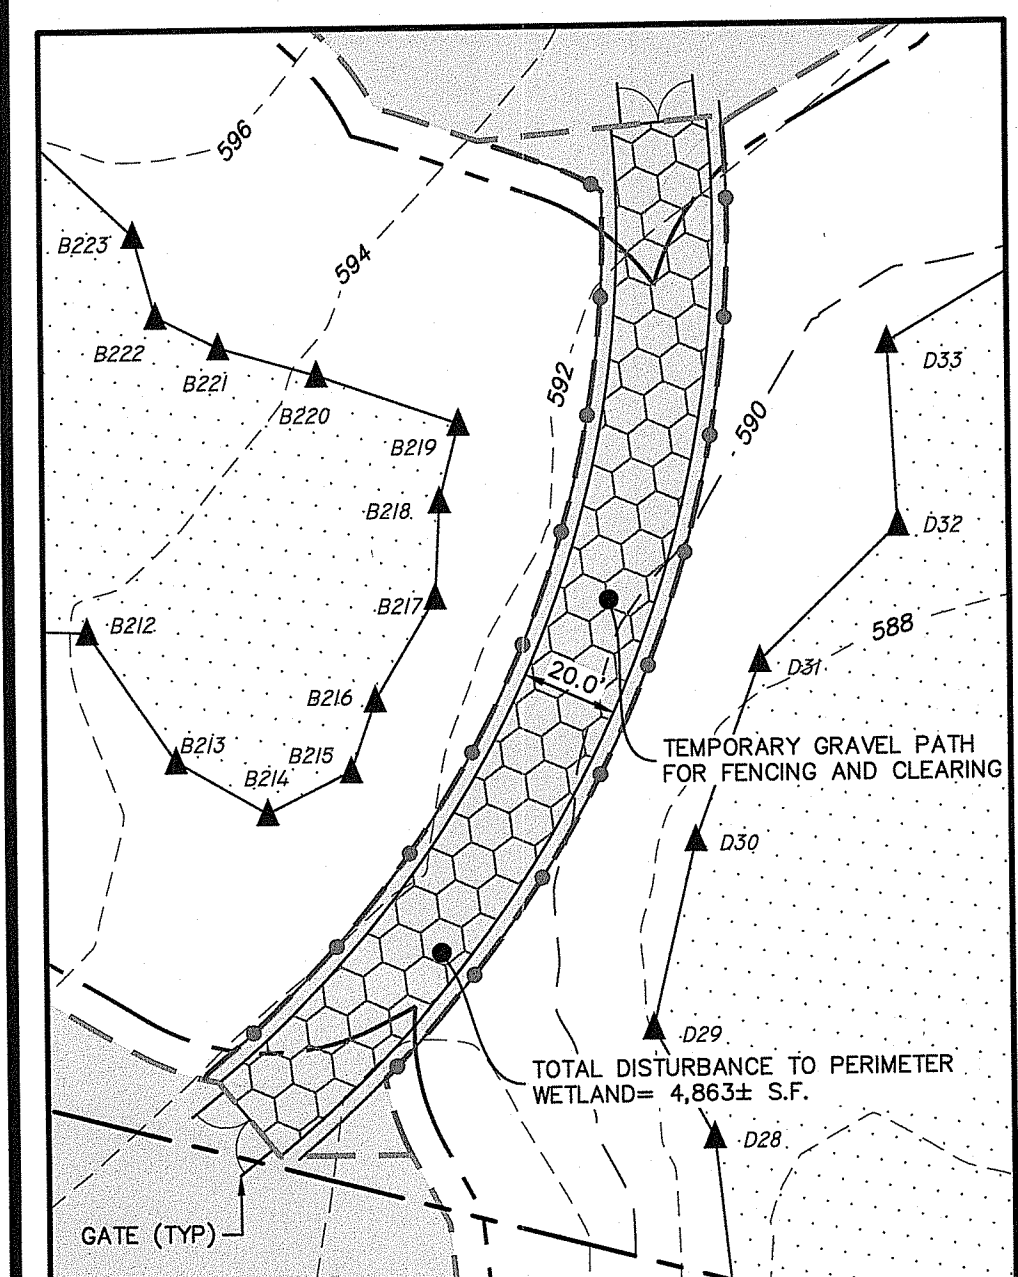 596
B223
594
B222
B221
B220
592
D33
590
B219
B218
D32
B217
B212
588
D31
20.0'
B216
B213
B215
B214
TEMPORARY GRAVEL PATH
FOR FENCING AND CLEARING
D30
D29
TOTAL DISTURBANCE TO PERIMETER
WETLAND= 4,863± S.F.
D28
GATE (TYP)